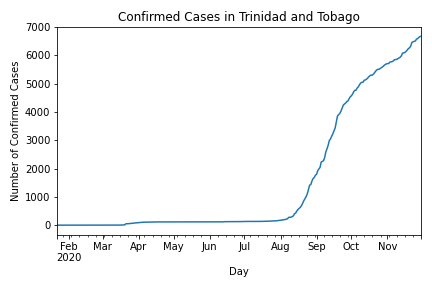 Confirmed Cases in Trinidad and Tobago
Number of Confirmed Cases
7000
6000
5000
4000
3000
2000
1000
0
Feb Mar Apr May Jun Jul Aug Sep Oct Nov
2020
Day